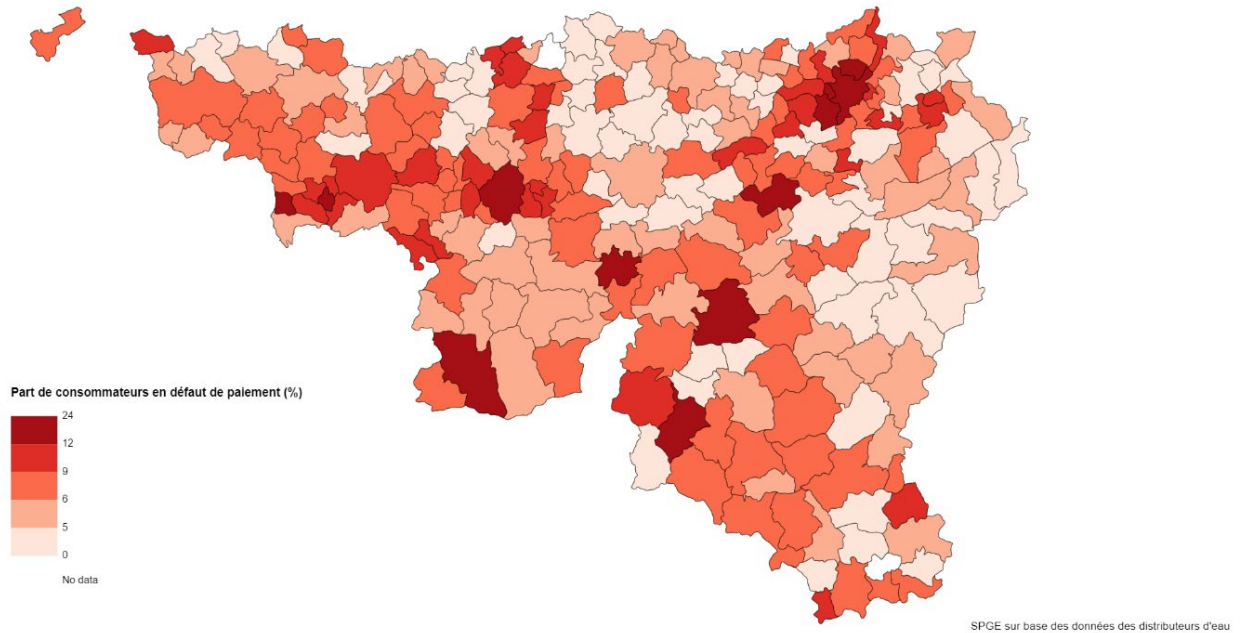 Part de consommateurs en défaut de paiement (%)
24
12
9
6
5
0
No data
SPGE sur base des données des distributeurs d'eau